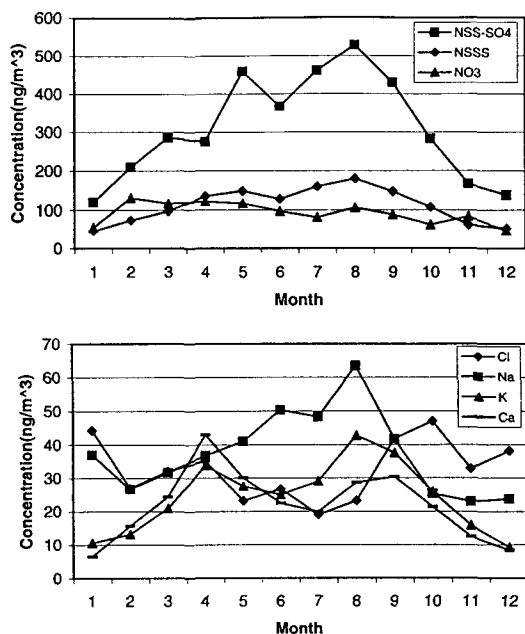 600
500
400
300
200
100
0
Concentration(ng/m^3)
NSS-SO4
NSSS
NO3
1 2 3 4 5 6 7 8 9 10 11 12
Month
70
60
50
40
30
20
10
0
Concentration(ng/m^3)
Cl
Na
K
Ca
1 2 3 4 5 6 7 8 9 10 11 12
Month